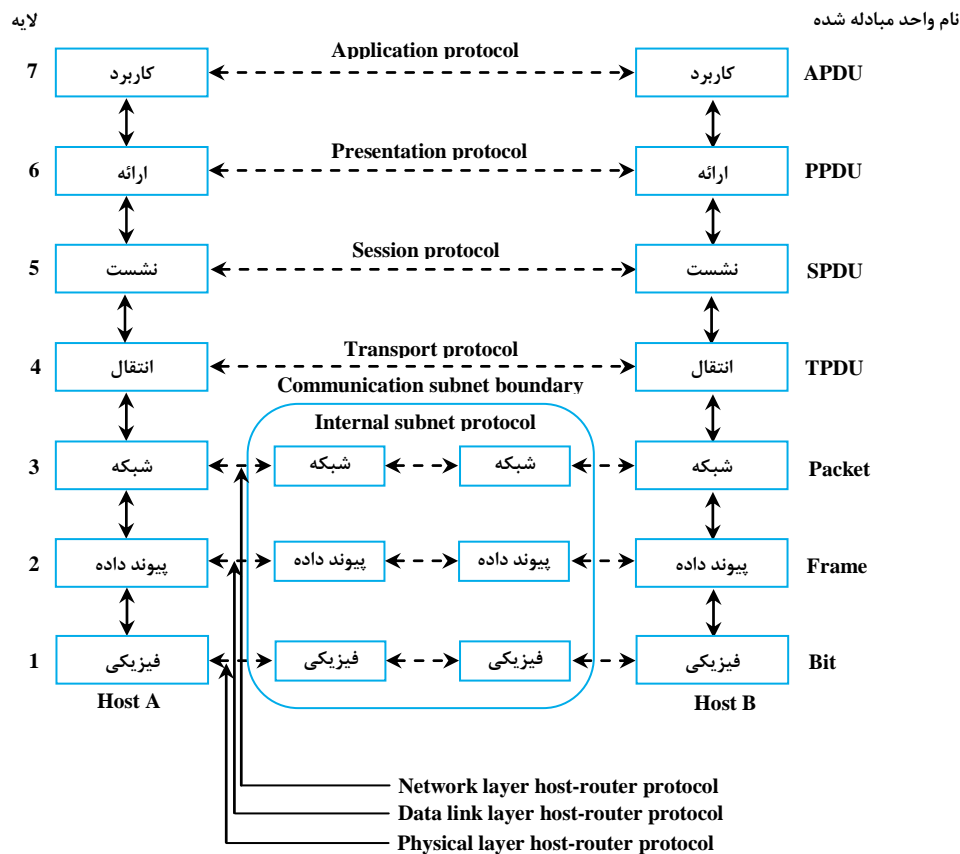 لایه
نام واحد مبادله شده
7
کاربرد
Application protocol
کاربرد
APDU
6
ارائه
Presentation protocol
ارائه
PPDU
5
نشست
Session protocol
نشست
SPDU
4
انتقال
Transport protocol
انتقال
TPDU
Communication subnet boundary
Internal subnet protocol
3
شبکه
شبکه
شبکه
شبکه
Packet
2
پیوند داده
پیوند داده
پیوند داده
پیوند داده
Frame
1
فیزیکی
فیزیکی
فیزیکی
فیزیکی
Bit
Host A
Host B
Network layer host-router protocol
Data link layer host-router protocol
Physical layer host-router protocol